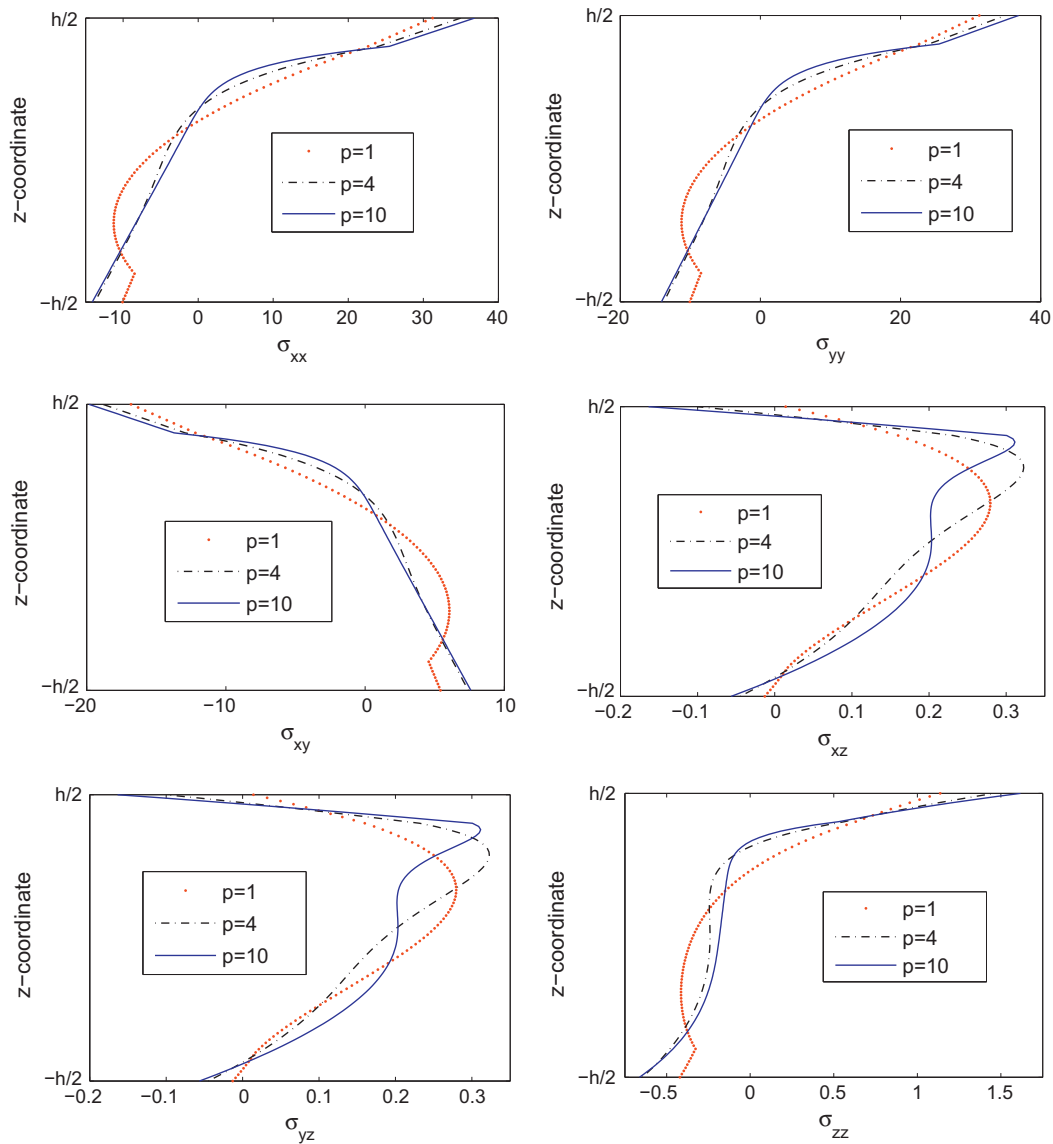 h/2
z−coordinate
−h/2
p=1
p=4
p=10
−10 0 10 20 30 40
σxx
h/2
z−coordinate
−h/2
p=1
p=4
p=10
−20 0 20 40
σyy
h/2
z−coordinate
−h/2
p=1
p=4
p=10
−20 −10 0 10
σxy
h/2
z−coordinate
−h/2
p=1
p=4
p=10
−0.2 −0.1 0 0.1 0.2 0.3
σxz
h/2
z−coordinate
−h/2
p=1
p=4
p=10
−0.2 −0.1 0 0.1 0.2 0.3
σyz
h/2
z−coordinate
−h/2
p=1
p=4
p=10
−0.5 0 0.5 1 1.5
σzz